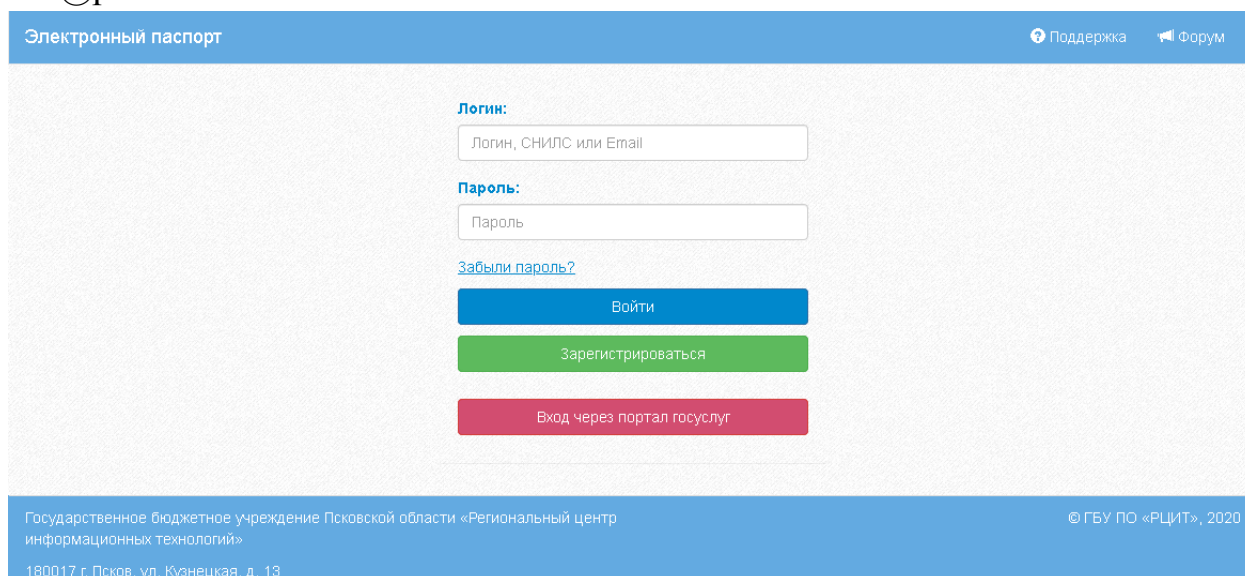 Электронный паспорт
Поддержка
Форум
Логин:
Логин, СНИЛС или Email
Пароль:
Пароль
Забыли пароль?
Войти
Зарегистрироваться
Вход через портал госуслуг
Государственное бюджетное учреждение Псковской области «Региональный центр
информационных технологий»
© ГБУ ПО «РЦИТ», 2020
180017 г. Псков, ул. Кузнецкая, д. 13